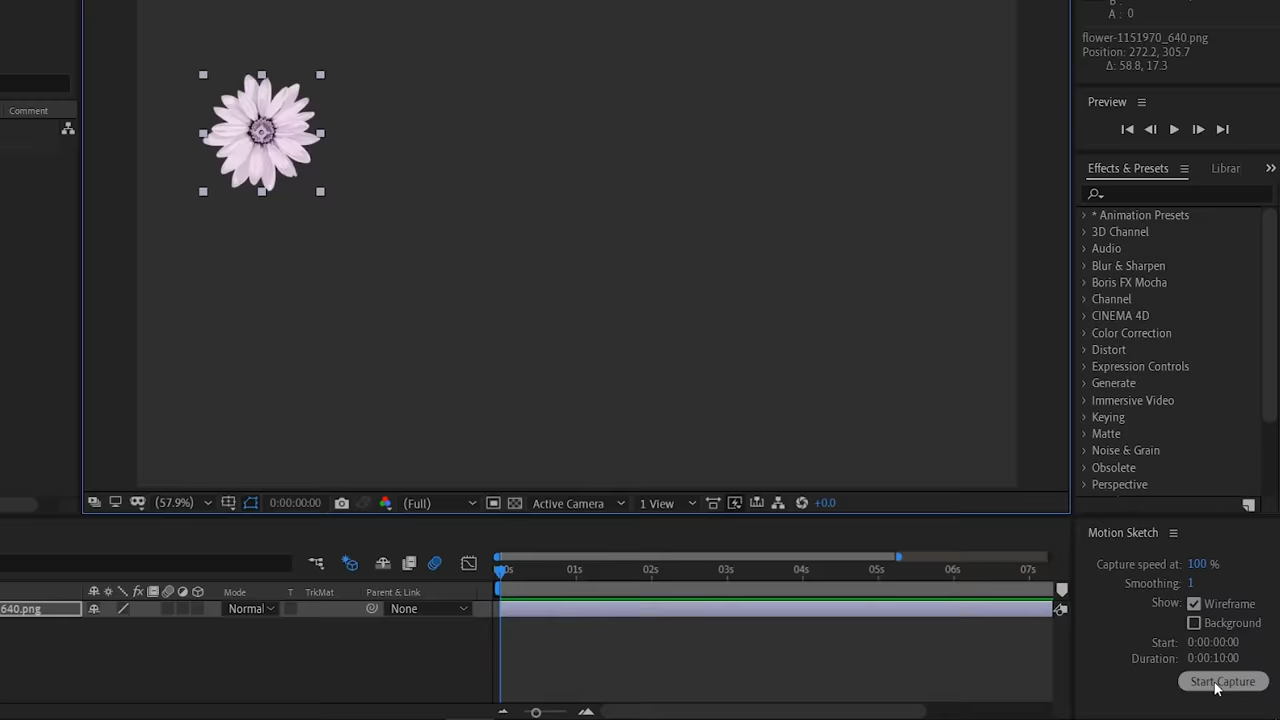 B :
A : 0
flower-1151970_640.png
Position: 272.2, 305.7
Δ: 58.8, 17.3
Comment
Preview
Effects & Presets
Librar
* Animation Presets
3D Channel
Audio
Blur & Sharpen
Boris FX Mocha
Channel
CINEMA 4D
Color Correction
Distort
Expression Controls
Generate
Immersive Video
Keying
Matte
Noise & Grain
Obsolete
Perspective
(57.9%)
0:00:00:00
(Full)
Active Camera
1 View
+0.0
Motion Sketch
Capture speed at: 100 %
Smoothing: 1
Show: Wireframe
Background
Start: 0:00:00:00
Duration: 0:00:10:00
Start Capture
0s 01s 02s 03s 04s 05s 06s 07s
Mode T TrkMat Parent & Link
640.png Normal None